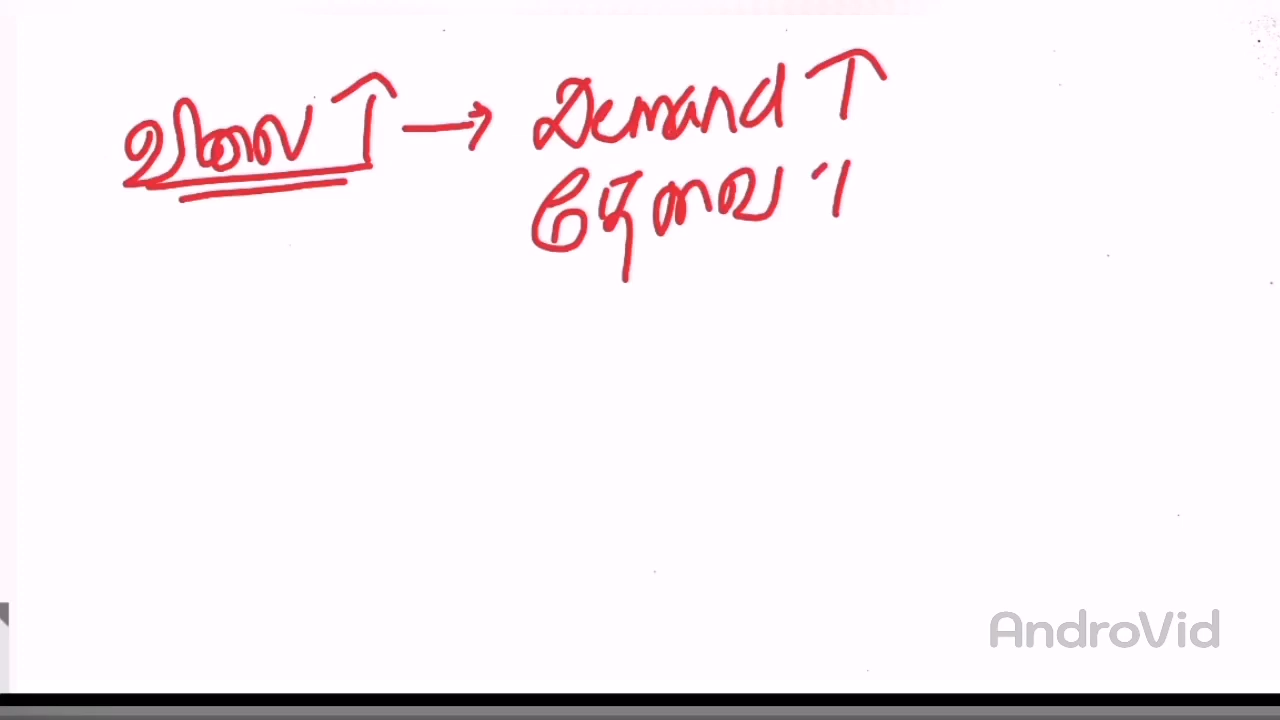 விலை ↑ → Demand ↑
தேவை ↑
AndroVid